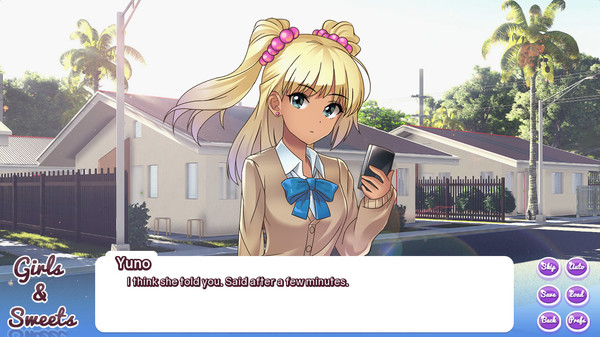 Yuno
I think she told you. Said after a few minutes.
Girls
&
Sweets
Skip
Auto
Save
Load
Back
Prefs